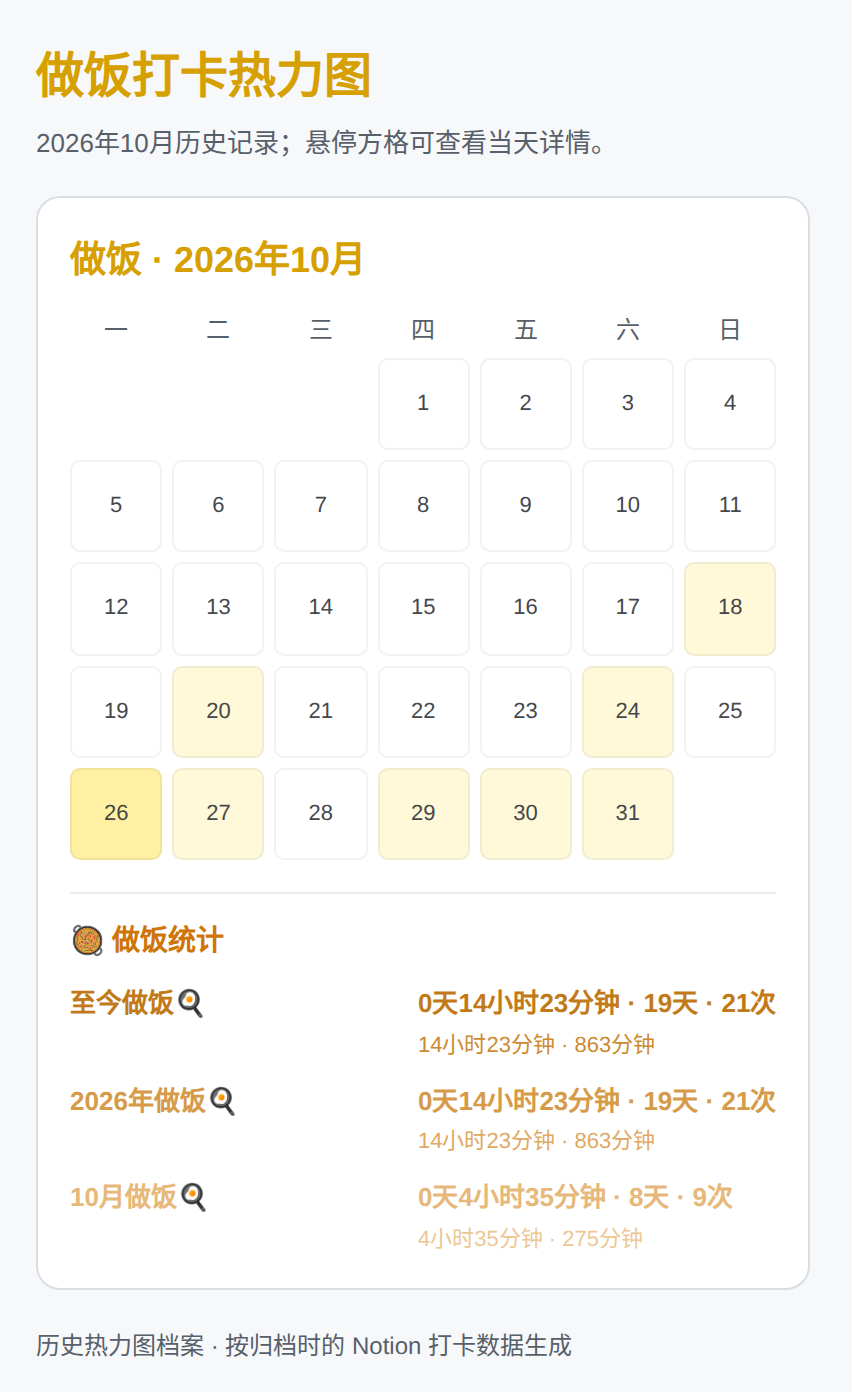 做饭打卡热力图
2026年10月历史记录；悬停方格可查看当天详情。
做饭 · 2026年10月
一 二 三 四 五 六 日
1 2 3 4
5 6 7 8 9 10 11
12 13 14 15 16 17 18
19 20 21 22 23 24 25
26 27 28 29 30 31
做饭统计
至今做饭 0天14小时23分钟 · 19天 · 21次
14小时23分钟 · 863分钟
2026年做饭 0天14小时23分钟 · 19天 · 21次
14小时23分钟 · 863分钟
10月做饭 0天4小时35分钟 · 8天 · 9次
4小时35分钟 · 275分钟
历史热力图档案 · 按归档时的 Notion 打卡数据生成